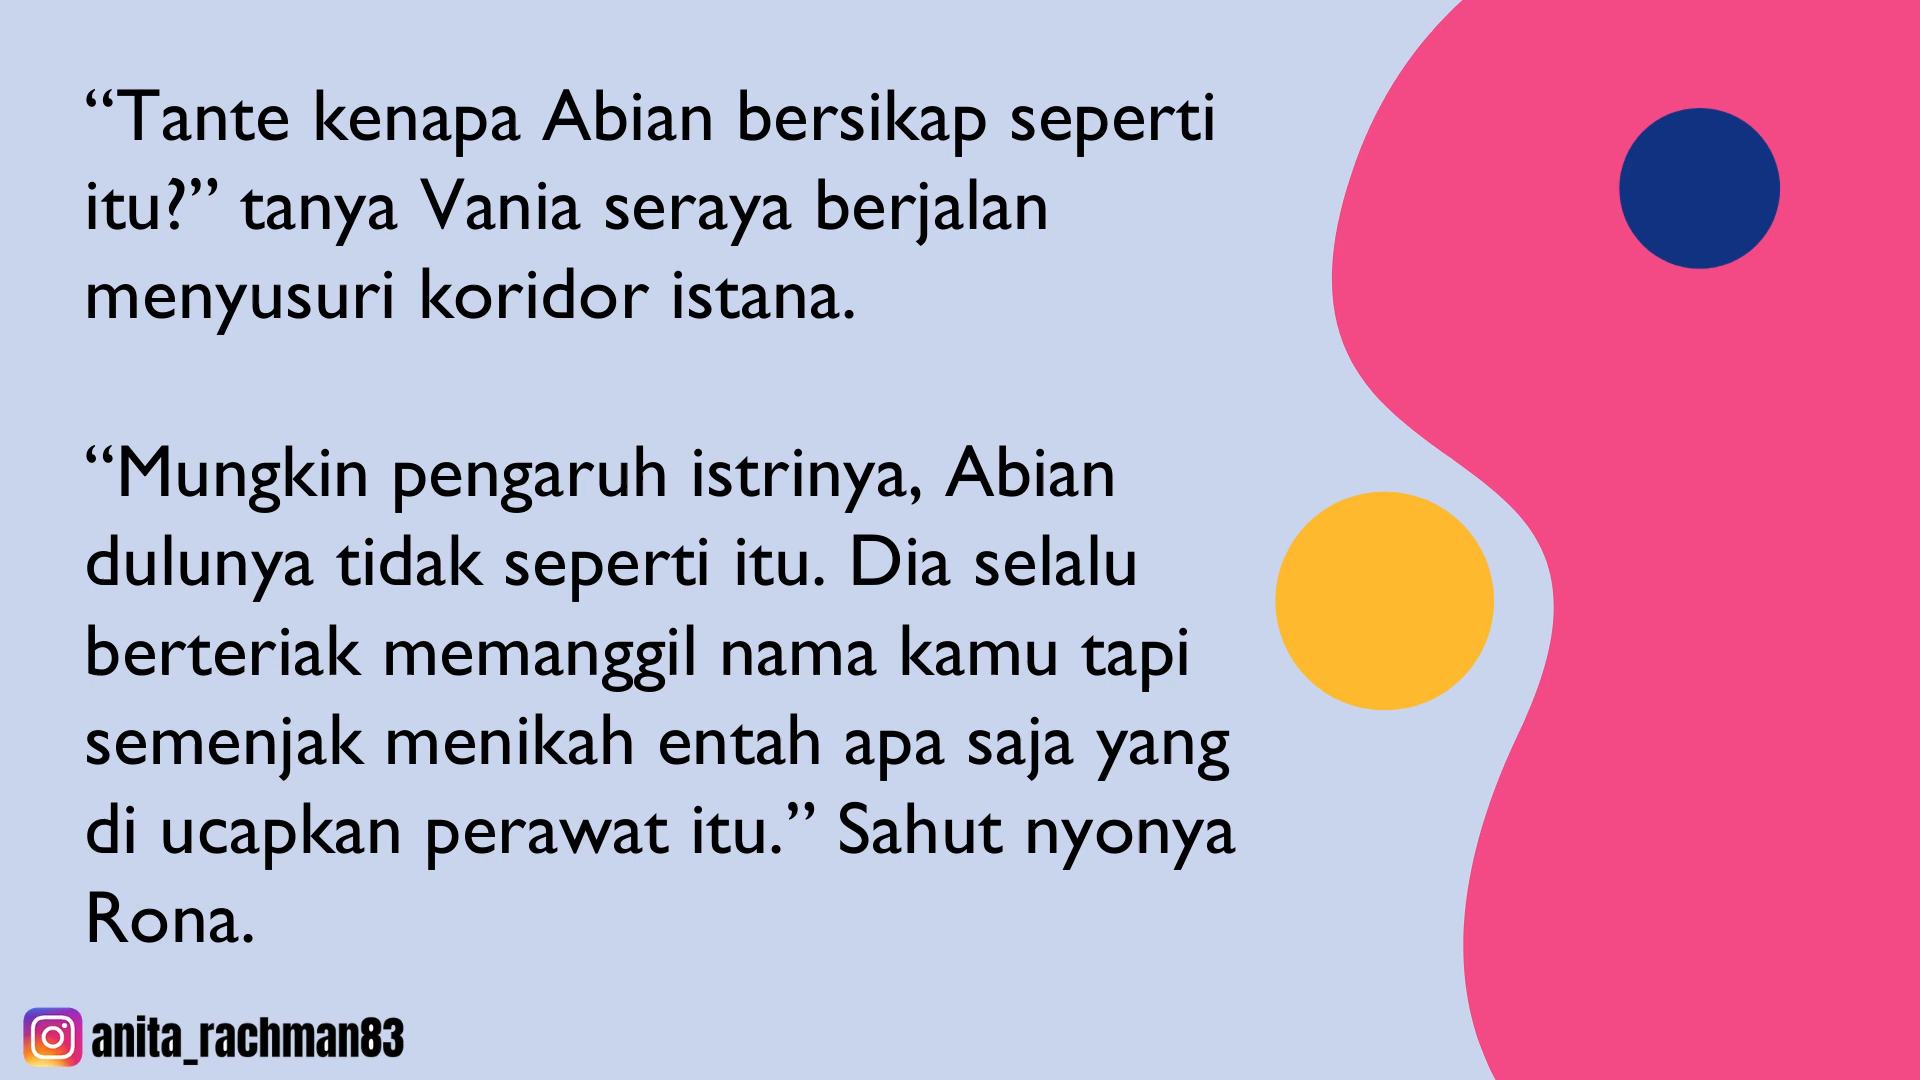 “Tante kenapa Abian bersikap seperti
itu?” tanya Vania seraya berjalan
menyusuri koridor istana.
“Mungkin pengaruh istrinya, Abian
dulunya tidak seperti itu. Dia selalu
berteriak memanggil nama kamu tapi
semenjak menikah entah apa saja yang
di ucapkan perawat itu.” Sahut nyonya
Rona.
anita_rachman83